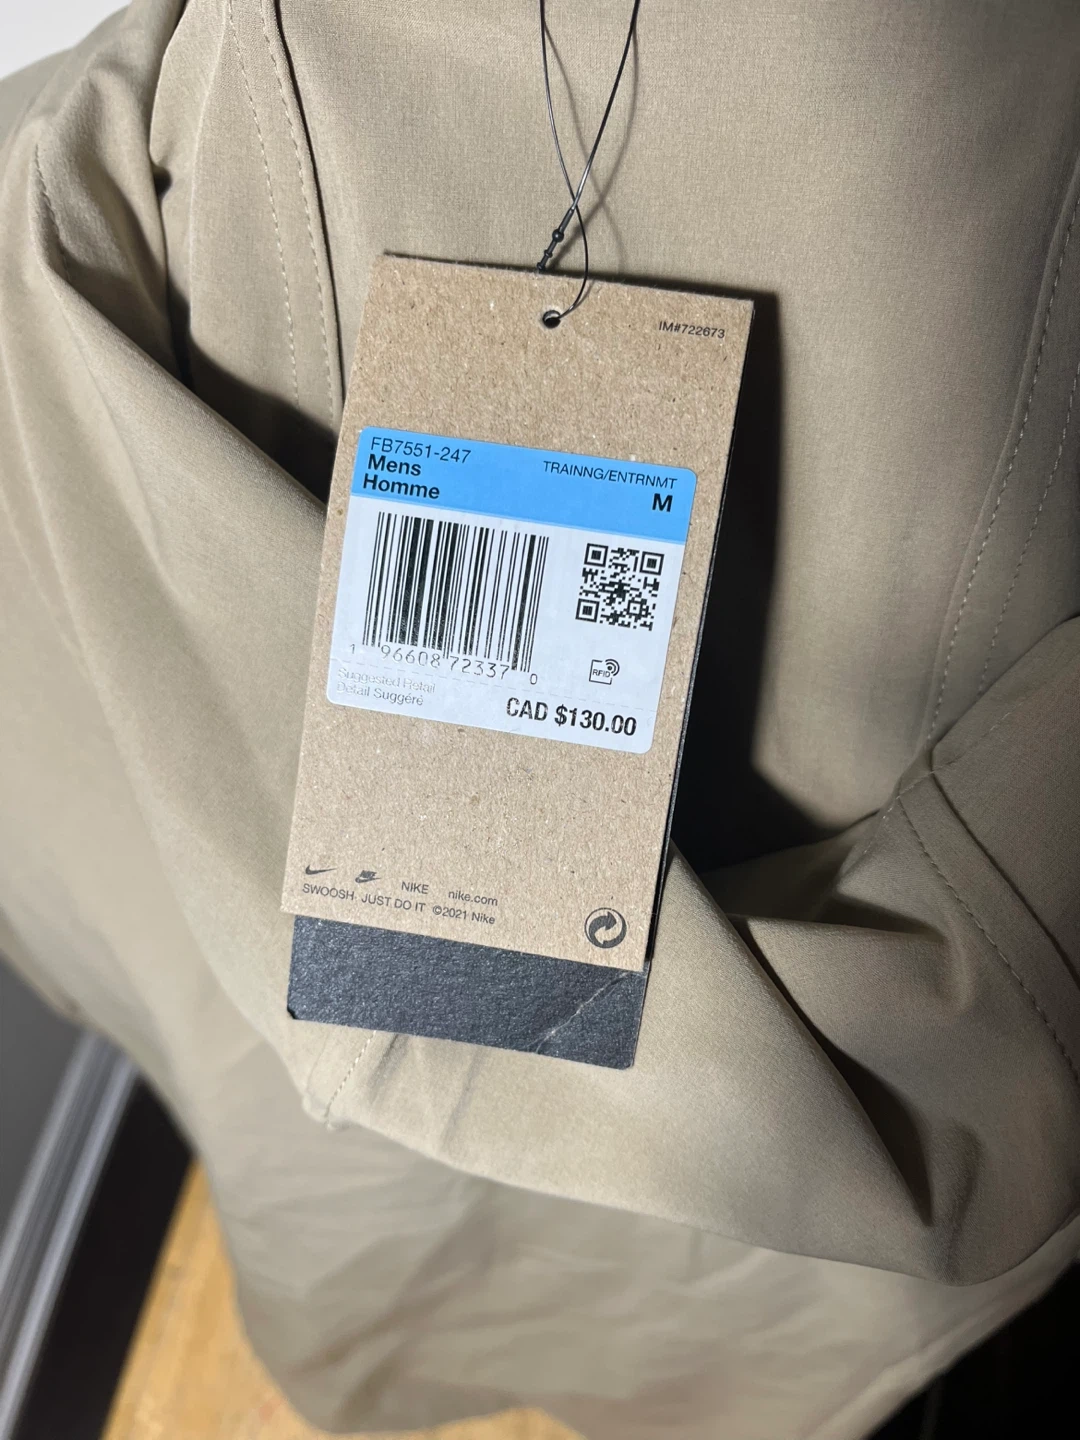 IM#722673
FB7551-247
Mens
Homme
TRAINNG/ENTRNMT
M
1 96608 72337 0
RFID
Suggested Retail
Détail Suggéré
CAD $130.00
NIKE nike.com
SWOOSH, JUST DO IT ©2021 Nike